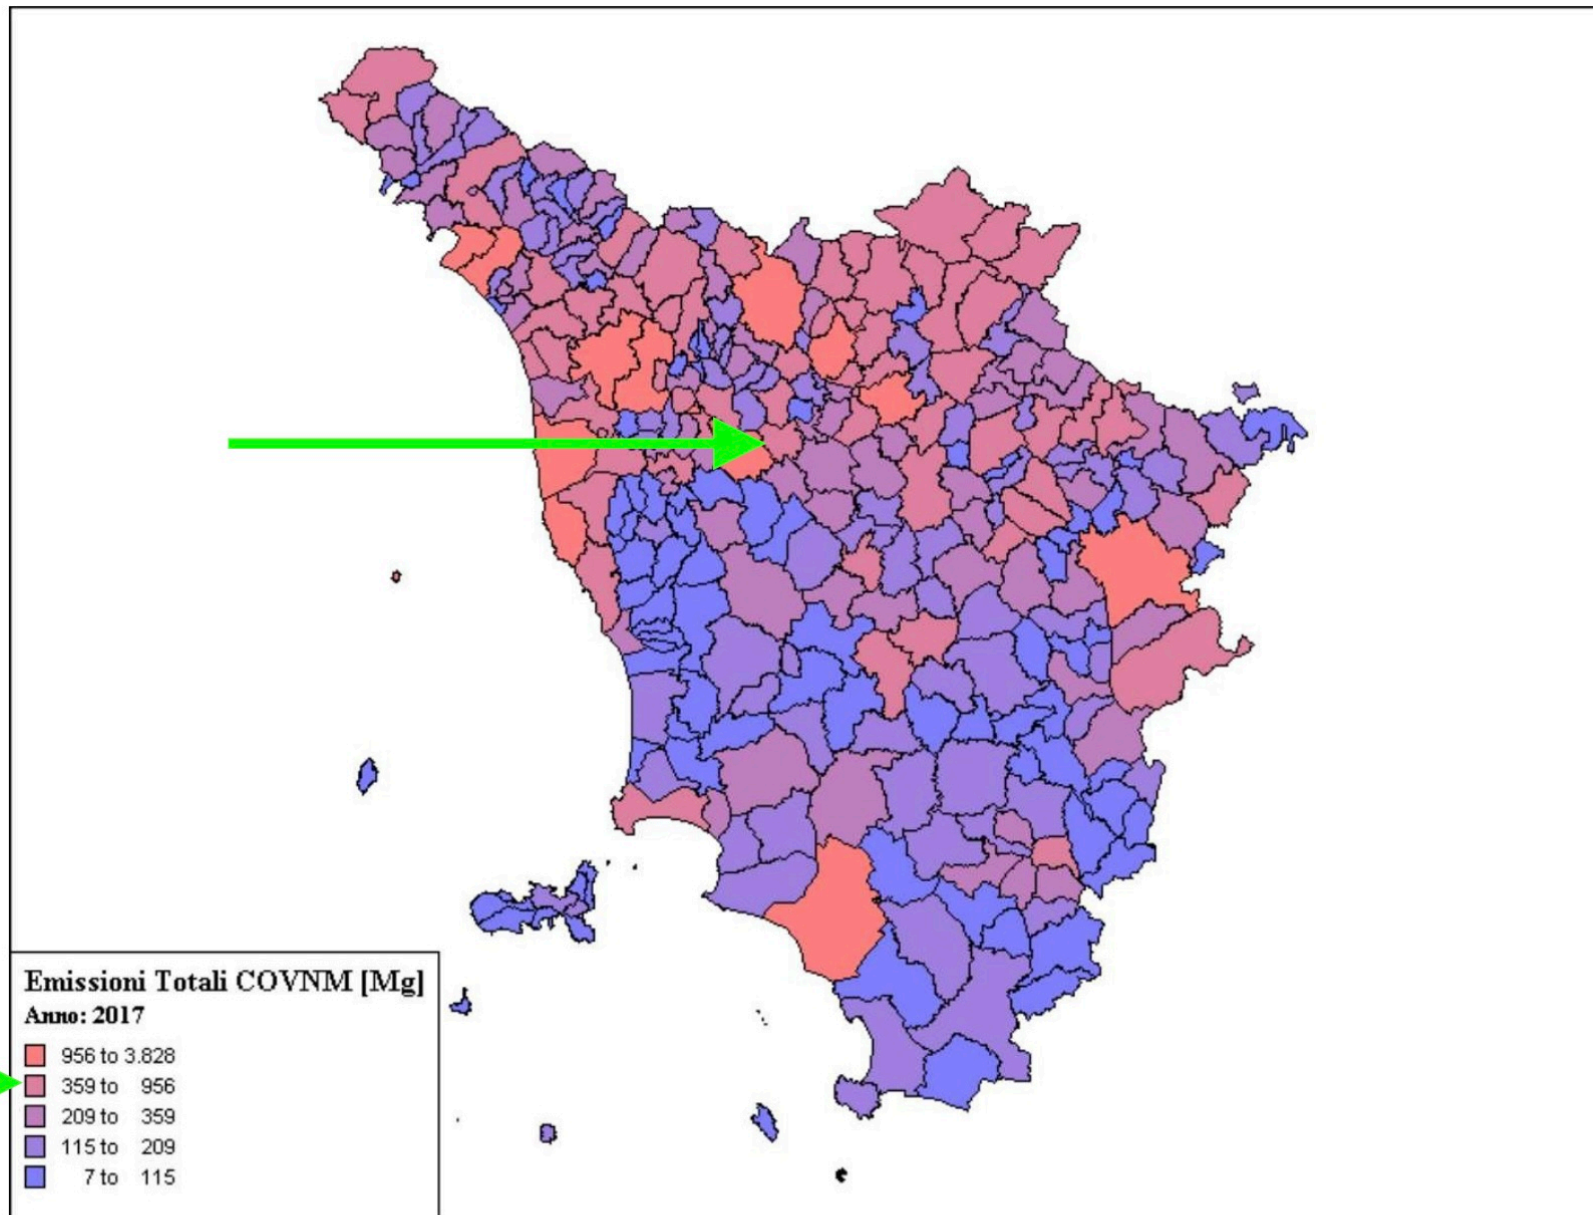 Emissioni Totali COVNM [Mg]
Anno: 2017
956 to 3.828
359 to 956
209 to 359
115 to 209
7 to 115